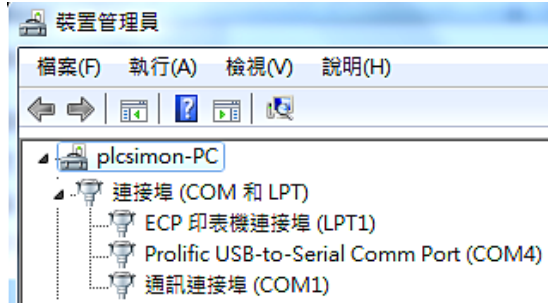 裝置管理員
檔案(F) 執行(A) 檢視(V) 說明(H)
plcsimon-PC
連接埠 (COM 和 LPT)
ECP 印表機連接埠 (LPT1)
Prolific USB-to-Serial Comm Port (COM4)
通訊連接埠 (COM1)